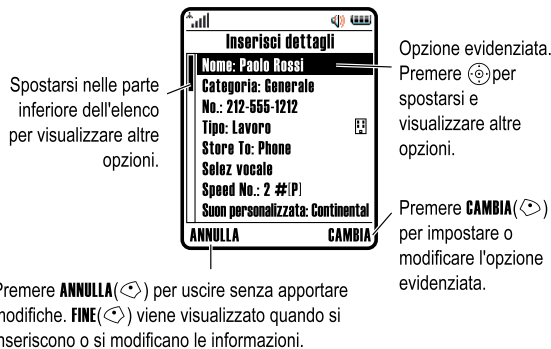 Inserisci dettagli
Nome: Paolo Rossi
Categoria: Generale
No.: 212-555-1212
Tipo: Lavoro
Store To: Phone
Selez vocale
Speed No.: 2 #[P]
Suon personalizzata: Continental
ANNULLA CAMBIA
Spostarsi nelle parte
inferiore dell'elenco
per visualizzare altre
opzioni.
Opzione evidenziata.
Premere per
spostarsi e
visualizzare altre
opzioni.
Premere CAMBIA( )
per impostare o
modificare l'opzione
evidenziata.
Premere ANNULLA( ) per uscire senza apportare
modifiche. FINE( ) viene visualizzato quando si
inseriscono o si modificano le informazioni.